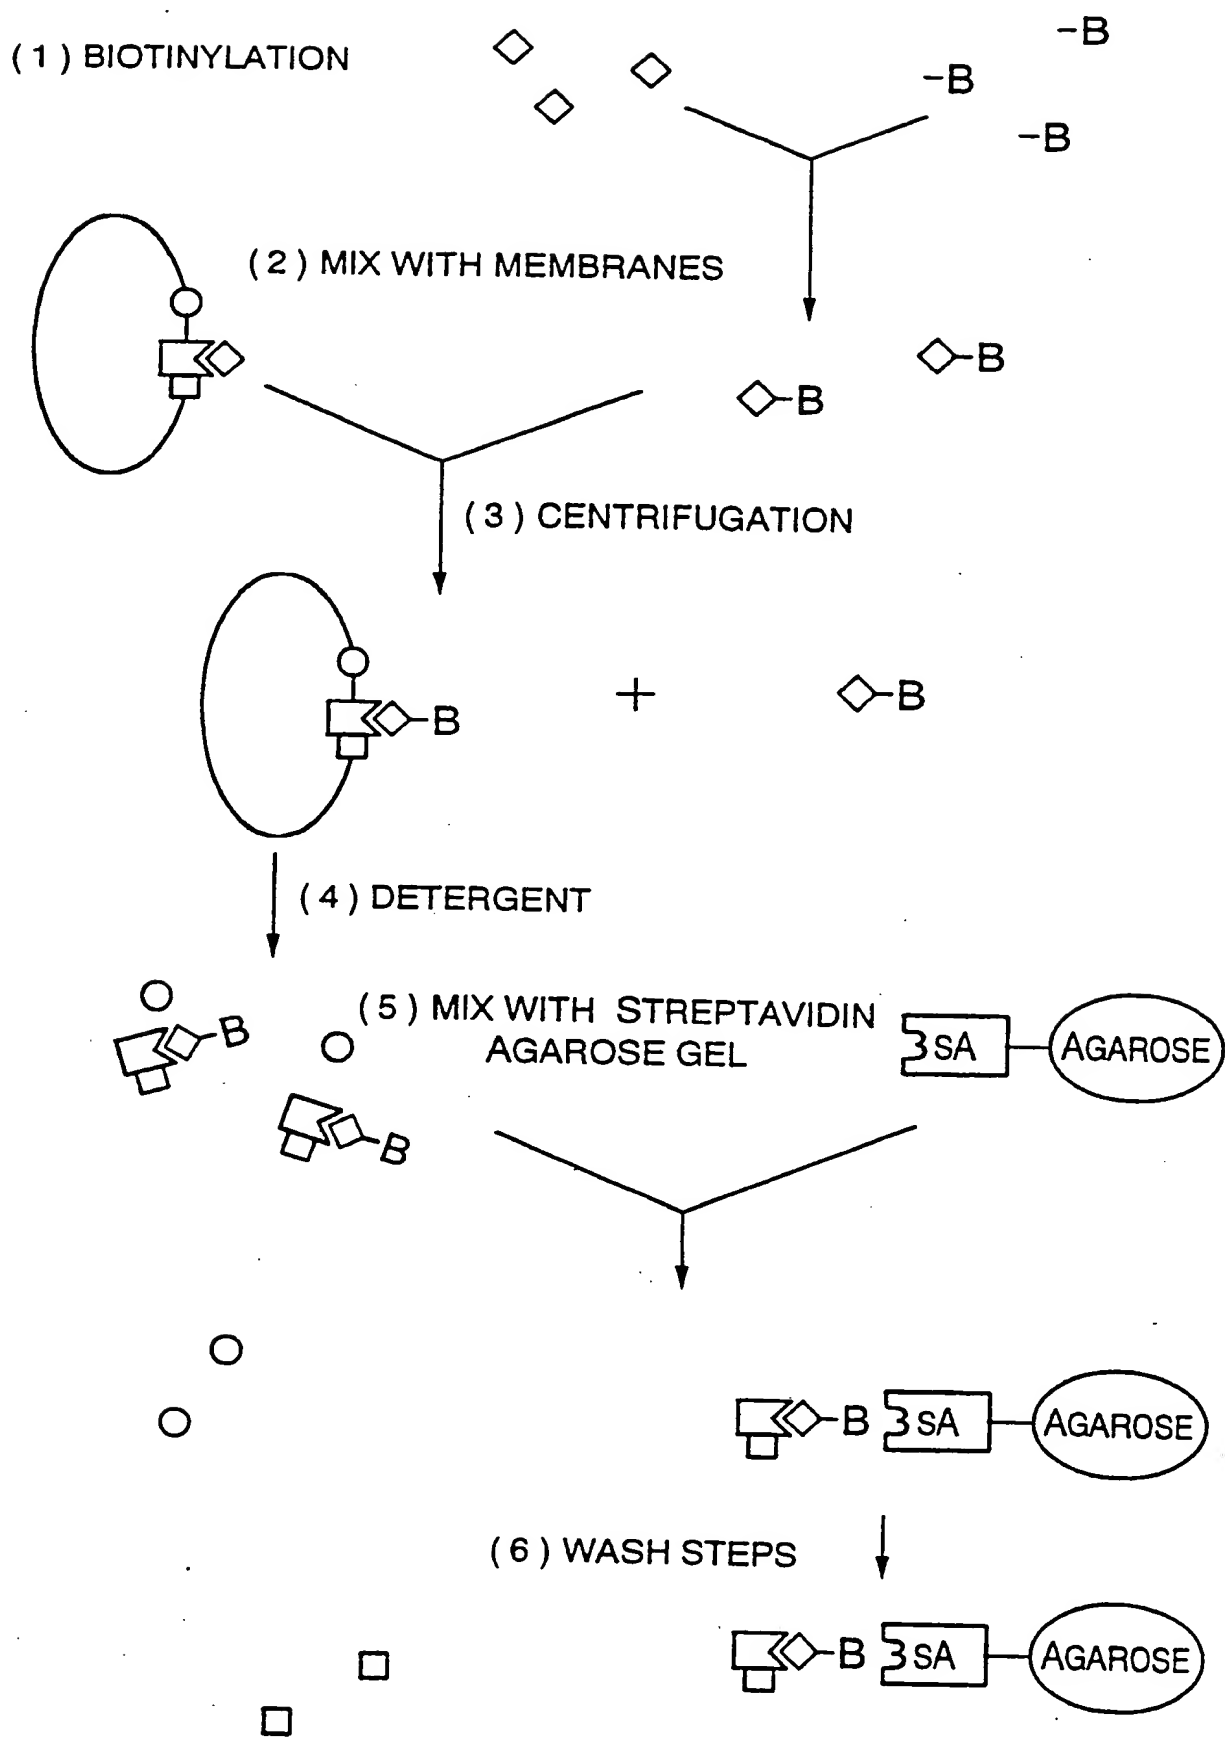 (1) BIOTINYLATION
-B
-B
-B
(2) MIX WITH MEMBRANES
-B
-B
(3) CENTRIFUGATION
-B
+
-B
(4) DETERGENT
-B
(5) MIX WITH STREPTAVIDIN
AGAROSE GEL
SA
AGAROSE
-B
-B
SA
AGAROSE
(6) WASH STEPS
-B
SA
AGAROSE